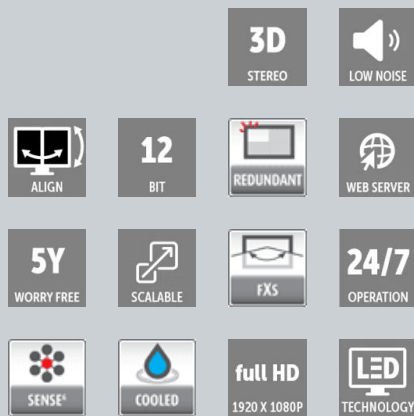 3D
STEREO
LOW NOISE
ALIGN
12
BIT
REDUNDANT
WEB SERVER
5Y
WORRY FREE
SCALABLE
FXS
24/7
OPERATION
SENSE⁶
COOLED
full HD
1920 X 1080P
LED
TECHNOLOGY